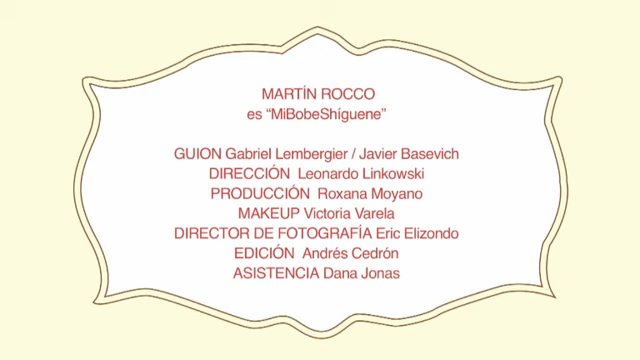 MARTÍN ROCCO
es “MiBobeShíguene”
GUION Gabriel Lembergier / Javier Basevich
DIRECCIÓN Leonardo Linkowski
PRODUCCIÓN Roxana Moyano
MAKEUP Victoria Varela
DIRECTOR DE FOTOGRAFÍA Eric Elizondo
EDICIÓN Andrés Cedrón
ASISTENCIA Dana Jonas